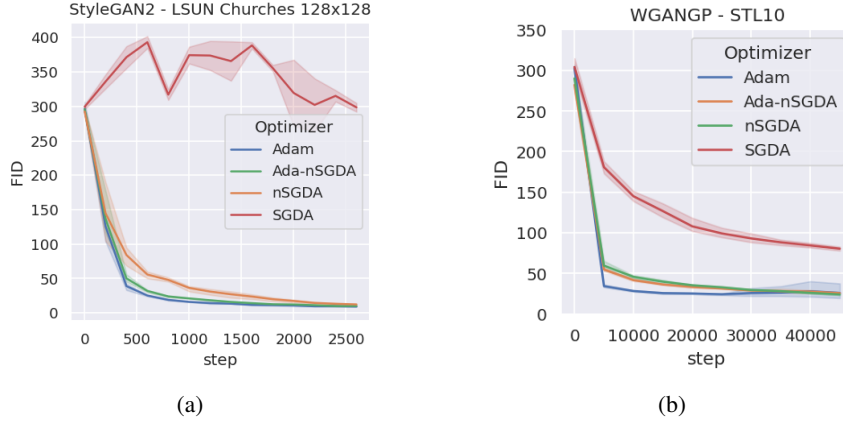 StyleGAN2 - LSUN Churches 128x128
400
350
300
250
200
150
100
50
0
FID
Optimizer
Adam
Ada-nSGDA
nSGDA
SGDA
0
500
1000
1500
2000
2500
step
(a)
WGANGP - STL10
350
300
250
200
150
100
50
0
FID
Optimizer
Adam
Ada-nSGDA
nSGDA
SGDA
0
10000
20000
30000
40000
step
(b)